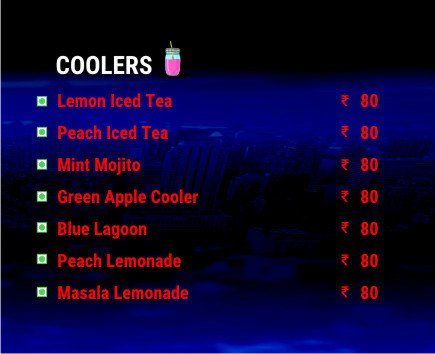 COOLERS
Lemon Iced Tea ₹ 80
Peach Iced Tea ₹ 80
Mint Mojito ₹ 80
Green Apple Cooler ₹ 80
Blue Lagoon ₹ 80
Peach Lemonade ₹ 80
Masala Lemonade ₹ 80